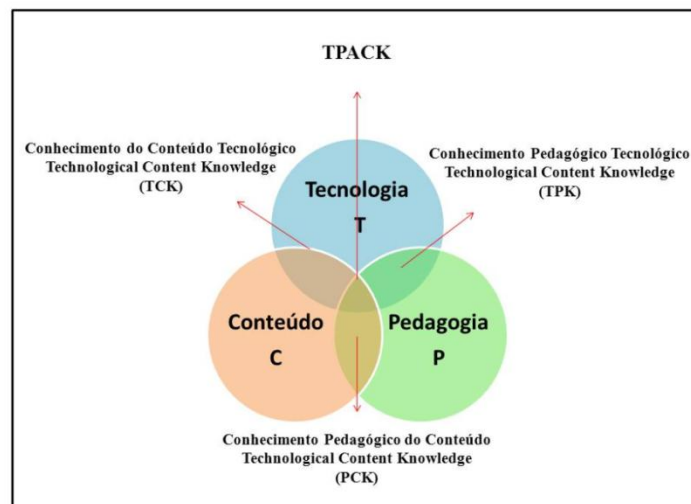 TPACK
Conhecimento do Conteúdo Tecnológico
Technological Content Knowledge
(TCK)
Conhecimento Pedagógico Tecnológico
Technological Content Knowledge
(TPK)
Tecnologia
T
Conteúdo
C
Pedagogia
P
Conhecimento Pedagógico do Conteúdo
Technological Content Knowledge
(PCK)